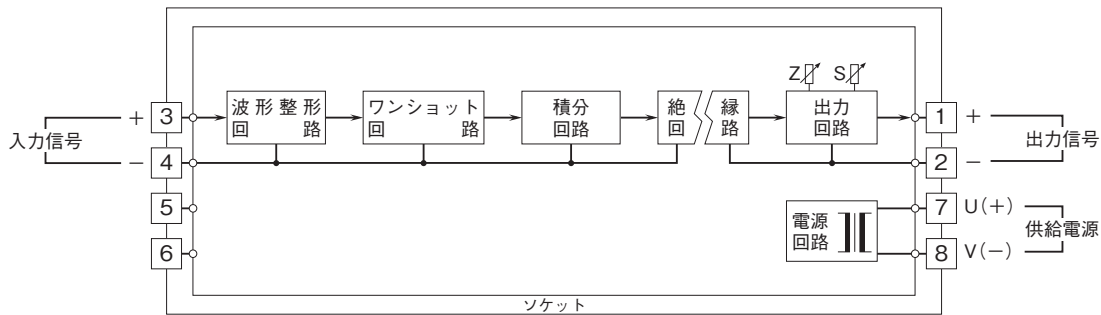 Z S
波形整形
回路
ワンショット
回路
積分
回路
絶縁
回路
出力
回路
入力信号
+ 3
− 4
5
6
1 +
2 −
出力信号
電源
回路
7 U(+)
8 V(−)
供給電源
ソケット